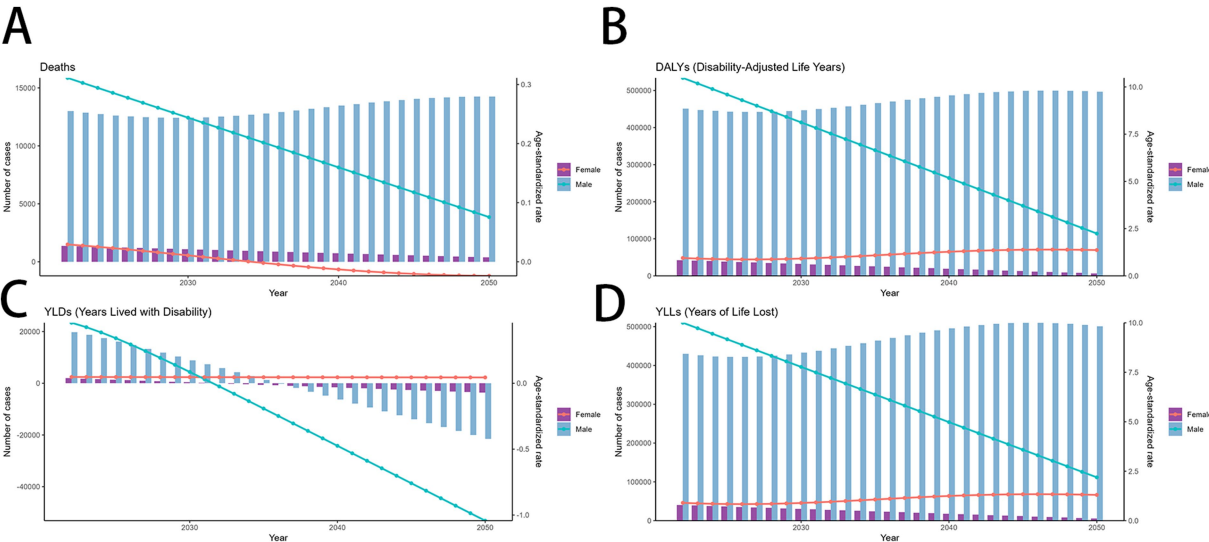 A
Deaths
15000
10000
5000
0
Number of cases
0.3
0.2
0.1
0.0
Age-standardized rate
2030
2040
2050
Year
Female
Male
B
DALYs (Disability-Adjusted Life Years)
500000
400000
300000
200000
100000
0
Number of cases
10.0
7.5
5.0
2.5
0.0
Age-standardized rate
2030
2040
2050
Year
Female
Male
C
YLDs (Years Lived with Disability)
20000
0
-20000
-40000
Number of cases
0.0
-0.5
-1.0
Age-standardized rate
2030
2040
2050
Year
Female
Male
D
YLLs (Years of Life Lost)
500000
400000
300000
200000
100000
0
Number of cases
10.0
7.5
5.0
2.5
0.0
Age-standardized rate
2030
2040
2050
Year
Female
Male